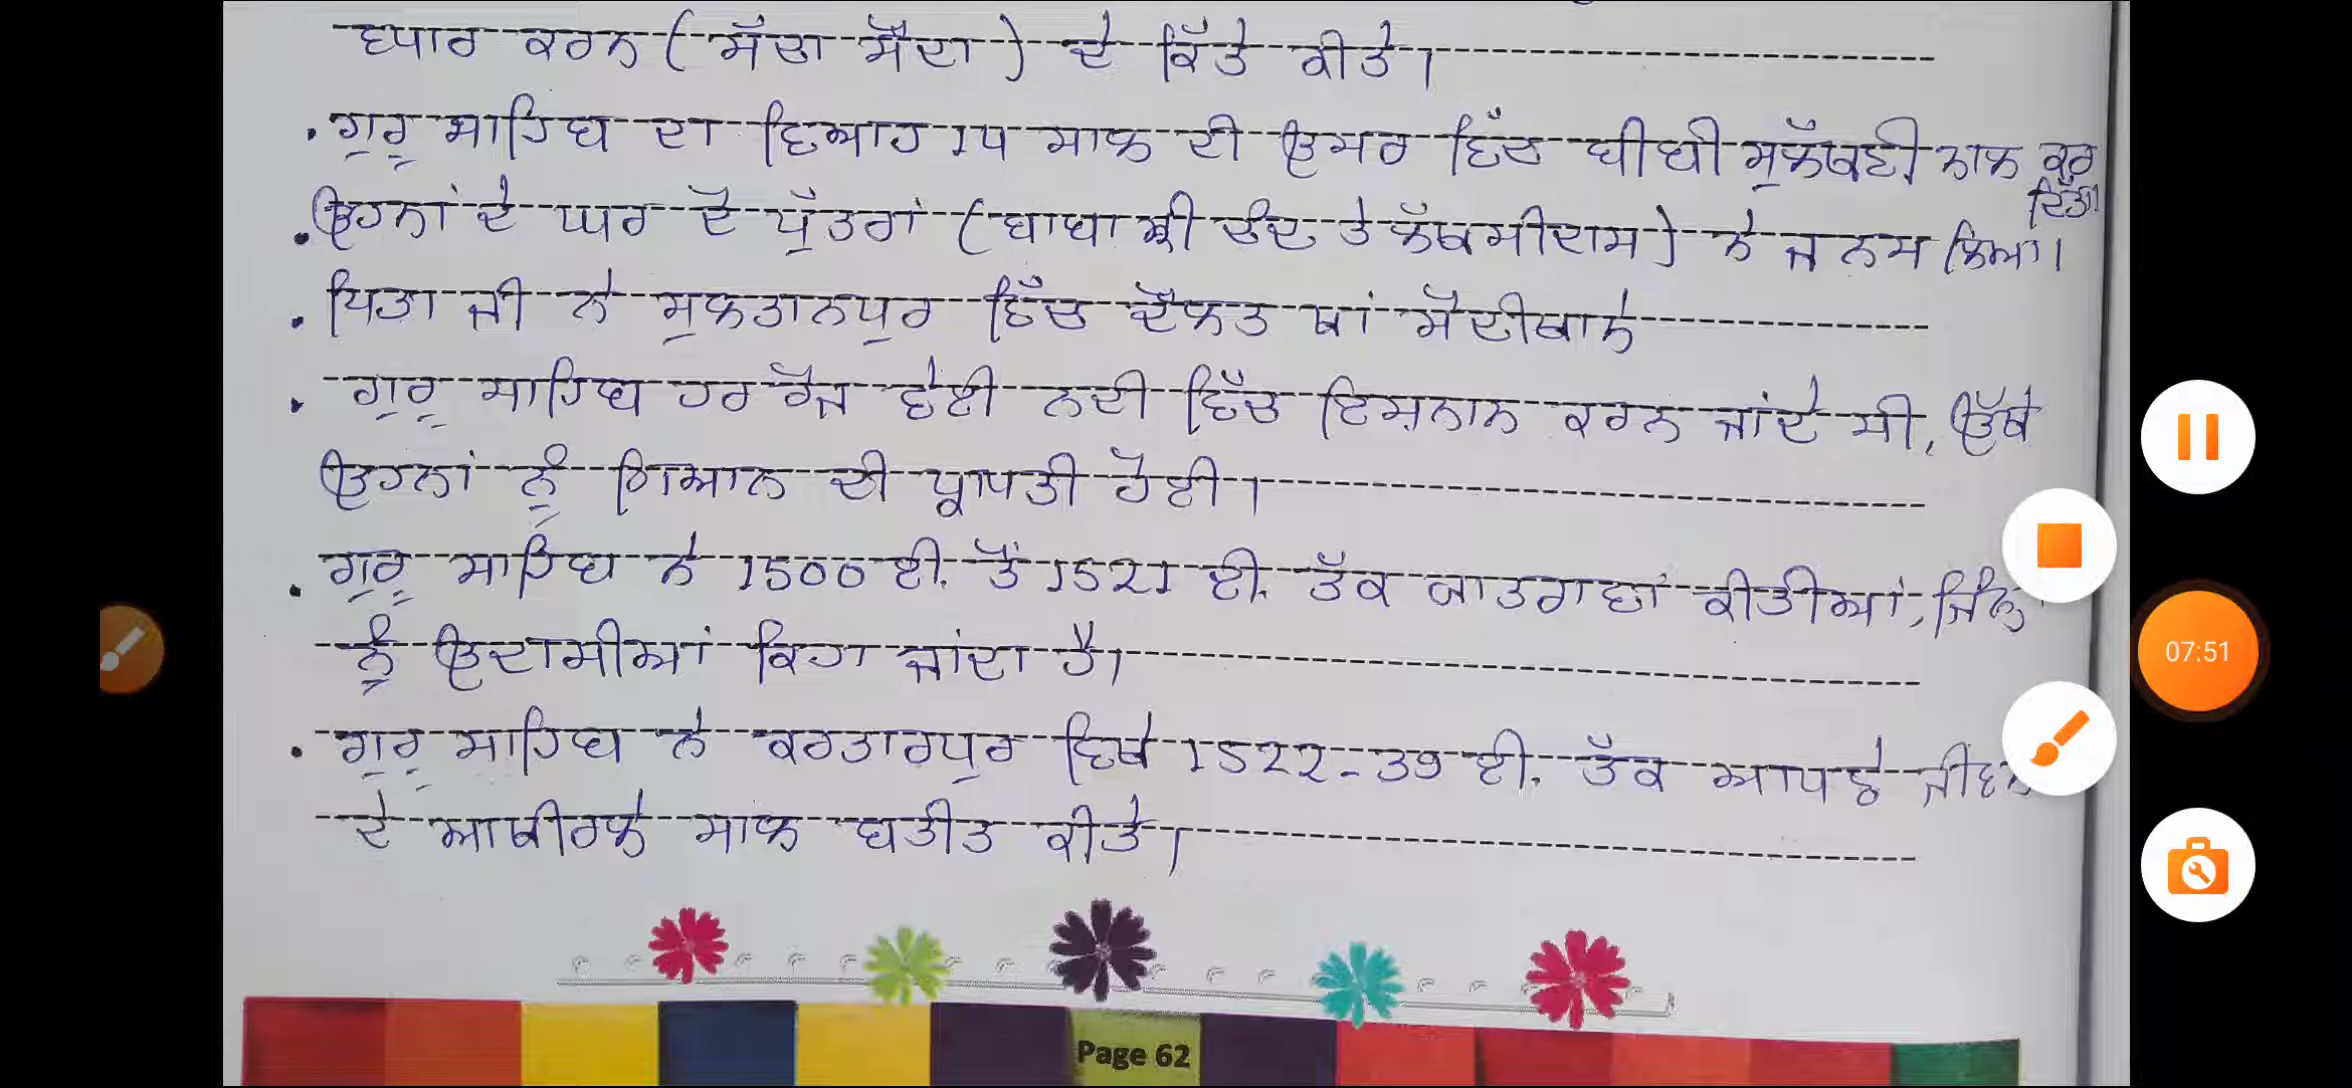 ਵਪਾਰ ਕਰਨ (ਸੱਚਾ ਸੌਦਾ) ਦੇ ਕਿੱਤੇ ਕੀਤੇ।
• ਗੁਰੂ ਸਾਹਿਬ ਦਾ ਵਿਆਹ 14 ਸਾਲ ਦੀ ਉਮਰ ਵਿੱਚ ਬੀਬੀ ਸੁਲੱਖਣੀ ਨਾਲ ਕਰ
ਦਿੱਤਾ
• ਉਹਨਾਂ ਦੇ ਘਰ ਦੋ ਪੁੱਤਰਾਂ (ਬਾਬਾ ਸ਼੍ਰੀ ਚੰਦ ਤੇ ਲੱਖਮੀਦਾਸ) ਨੇ ਜਨਮ ਲਿਆ।
• ਪਿਤਾ ਜੀ ਨੇ ਸੁਲਤਾਨਪੁਰ ਵਿੱਚ ਦੌਲਤ ਖਾਂ ਮੋਦੀਖਾਨੇ
• ਗੁਰੂ ਸਾਹਿਬ ਹਰ ਰੋਜ ਵੇਈ ਨਦੀ ਵਿੱਚ ਇਸ਼ਨਾਨ ਕਰਨ ਜਾਂਦੇ ਸੀ, ਉੱਥੇ
ਉਹਨਾਂ ਨੂੰ ਗਿਆਨ ਦੀ ਪ੍ਰਾਪਤੀ ਹੋਈ।
• ਗੁਰੂ ਸਾਹਿਬ ਨੇ 1500 ਈ. ਤੋਂ 1521 ਈ. ਤੱਕ ਯਾਤਰਾਵਾਂ ਕੀਤੀਆਂ,
ਨੂੰ ਉਦਾਸੀਆਂ ਕਿਹਾ ਜਾਂਦਾ ਹੈ।
• ਗੁਰੂ ਸਾਹਿਬ ਨੇ ਕਰਤਾਰਪੁਰ ਵਿਖੇ 1522-39 ਈ. ਤੱਕ ਆਪਣੇ
ਦੇ ਆਖੀਰਲੇ ਸਾਲ ਬਤੀਤ ਕੀਤੇ।
Page 62
07:51